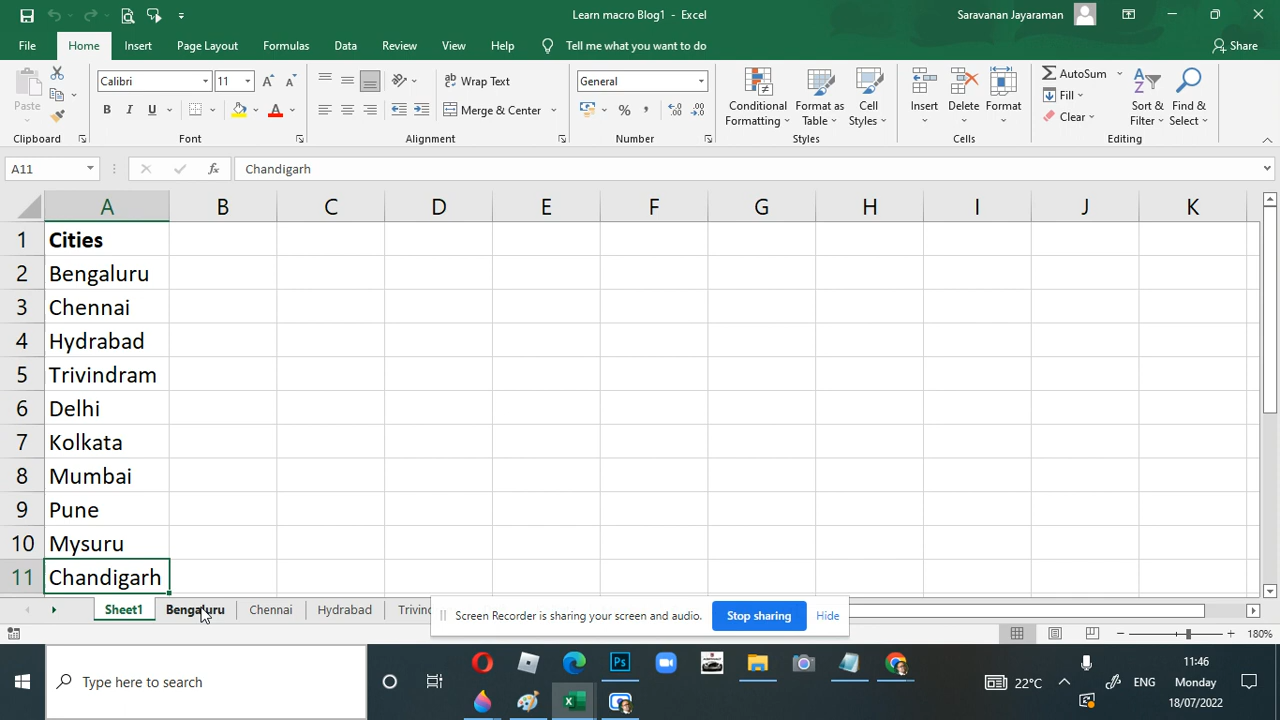 Learn macro Blog1 - Excel
Saravanan Jayaraman
File Home Insert Page Layout Formulas Data Review View Help Tell me what you want to do Share
Paste
Calibri 11
B I U
Wrap Text
Merge & Center
General
Conditional Formatting
Format as Table
Cell Styles
Insert
Delete
Format
AutoSum
Fill
Clear
Sort & Filter
Find & Select
Clipboard Font Alignment Number Styles Cells Editing
A11 fx Chandigarh
A B C D E F G H I J K
1 Cities
2 Bengaluru
3 Chennai
4 Hydrabad
5 Trivindram
6 Delhi
7 Kolkata
8 Mumbai
9 Pune
10 Mysuru
11 Chandigarh
Sheet1 Bengaluru Chennai Hydrabad Trivind
Screen Recorder is sharing your screen and audio. Stop sharing Hide
180%
Type here to search
Ps
22°C ENG
11:46
Monday
18/07/2022